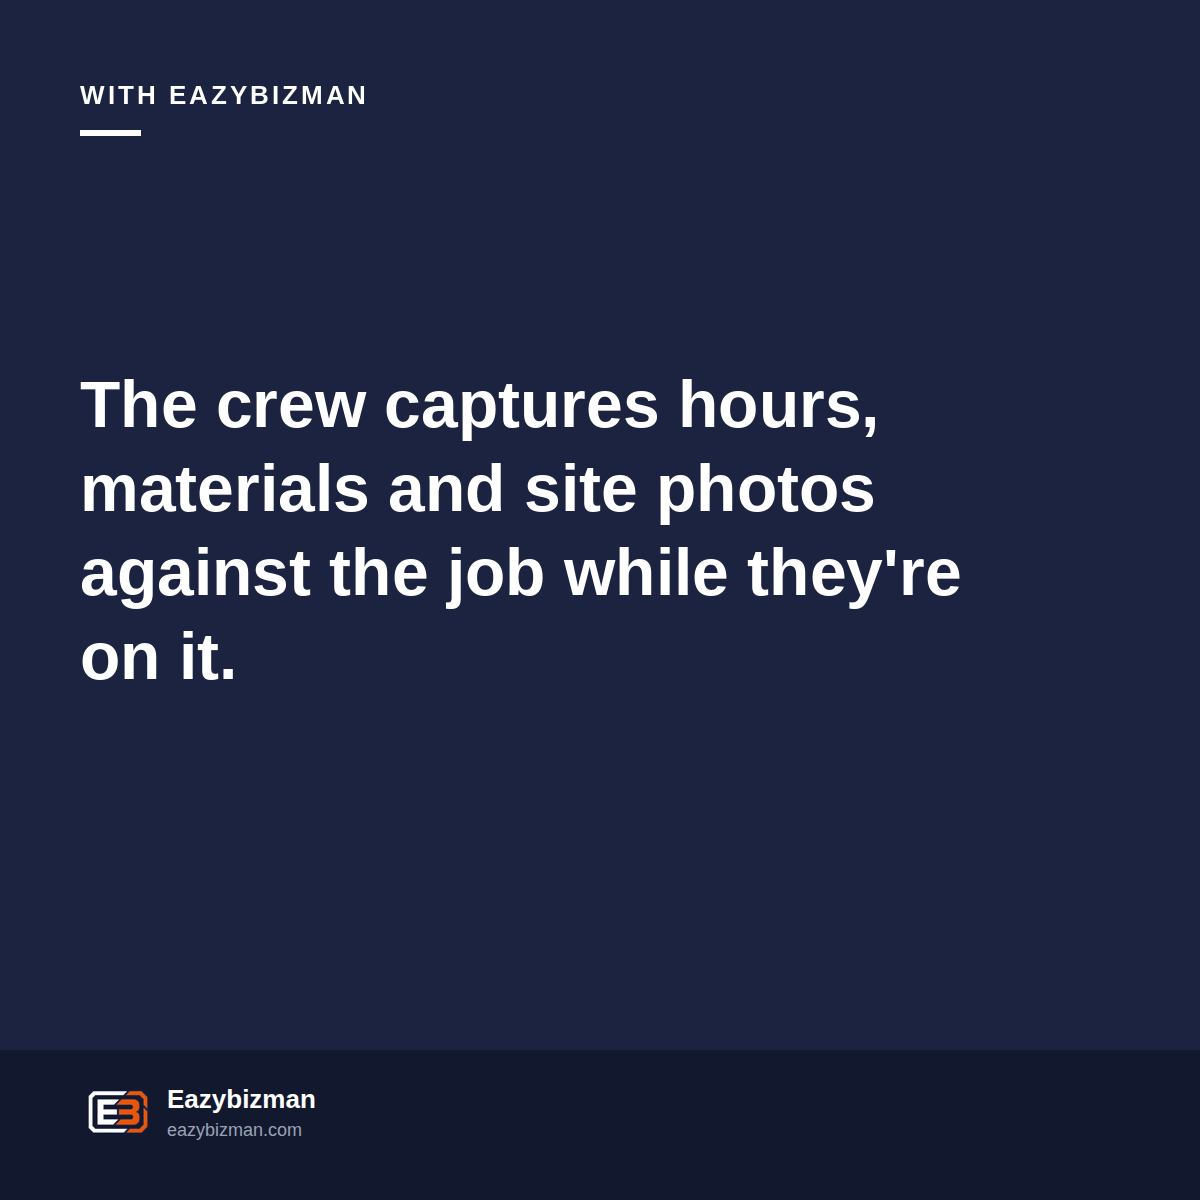 WITH EAZYBIZMAN
The crew captures hours,
materials and site photos
against the job while they're
on it.
EB
Eazybizman
eazybizman.com